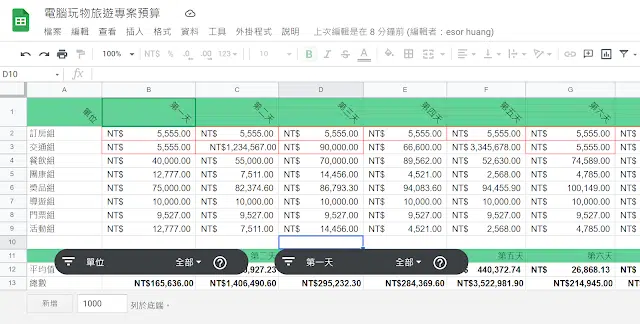 電腦玩物旅遊專案預算
檔案 編輯 查看 插入 格式 資料 工具 外掛程式 說明 上次編輯是在 8 分鐘前 (編輯者：esor huang)
100% NT$ % .0 .00 123 10 B I S A
D10 fx
A B C D E F G
1 單位 第一天 第二天 第三天 第四天 第五天 第六天
2 訂房組 NT$ 5,555.00 NT$ 5,555.00 NT$ 5,555.00 NT$ 5,555.00 NT$ 5,555.00 NT$ 5,555.00 NT$
3 交通組 NT$ 5,555.00 NT$1,234,567.00 NT$ 90,000.00 NT$ 66,600.00 NT$ 3,345,678.00 NT$ 5,555.00 NT$
4 餐飲組 NT$ 40,000.00 NT$ 55,000.00 NT$ 70,000.00 NT$ 89,562.00 NT$ 52,630.00 NT$ 74,589.00 NT$
5 團康組 NT$ 12,777.00 NT$ 7,511.00 NT$ 14,456.00 NT$ 4,521.00 NT$ 2,568.00 NT$ 4,785.00 NT$
6 獎品組 NT$ 75,000.00 NT$ 82,374.60 NT$ 86,793.30 NT$ 94,083.60 NT$ 94,455.90 NT$ 100,149.00 NT$
7 導遊組 NT$ 10,000.00 NT$ 10,000.00 NT$ 10,000.00 NT$ 10,000.00 NT$ 10,000.00 NT$ 10,000.00 NT$
8 門票組 NT$ 9,527.00 NT$ 9,527.00 NT$ 9,527.00 NT$ 9,527.00 NT$ 9,527.00 NT$ 9,527.00 NT$
9 活動組 NT$ 12,777.00 NT$ 7,511.00 NT$ 14,456.00 NT$ 4,521.00 NT$ 2,568.00 NT$ 4,785.00 NT$
10
11 第二天 第五天 第六天
單位 全部 第一天 全部
12 平均值 927.23 440,372.74 NT$ 26,868.13 NT$
13 總數 NT$165,636.00 NT$1,406,490.60 NT$295,232.30 NT$284,369.60 NT$3,522,981.90 NT$214,945.00 NT$
新增 1000 列於底端。